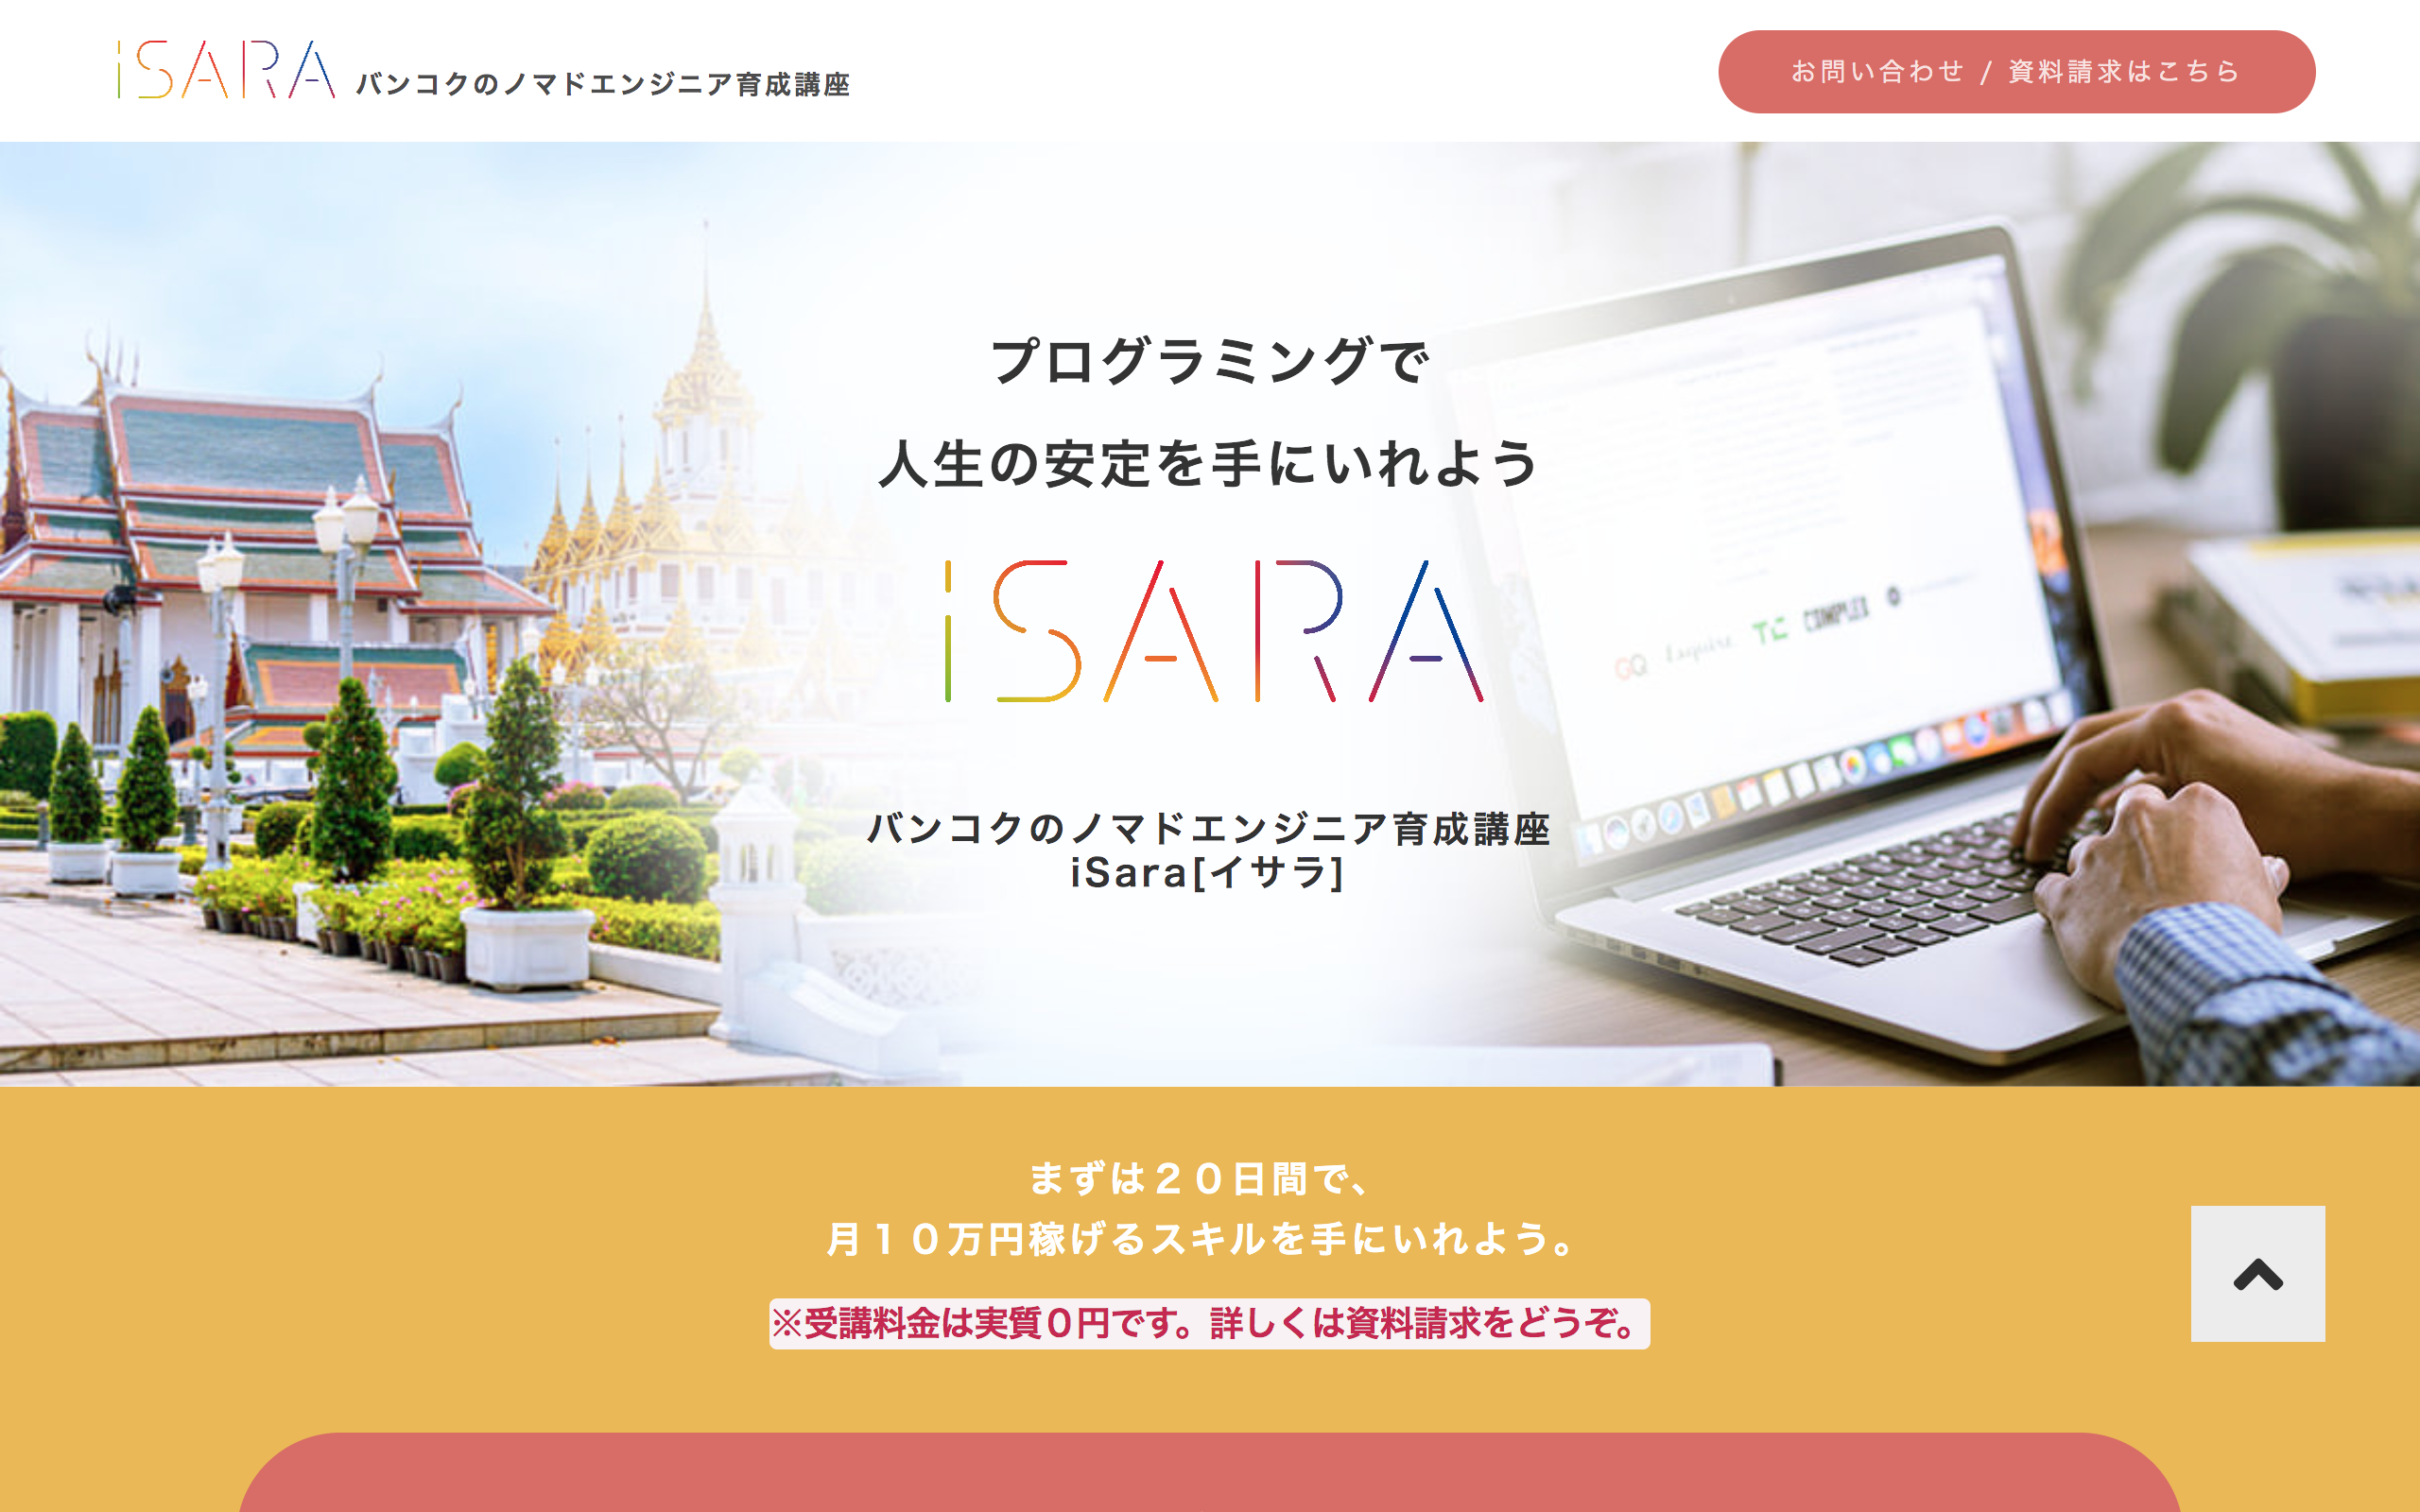 iSARA バンコクのノマドエンジニア育成講座
お問い合わせ / 資料請求はこちら
プログラミングで
人生の安定を手にいれよう
iSARA
バンコクのノマドエンジニア育成講座
iSara[イサラ]
GQ Esquire TC COMPLEX
まずは２０日間で、
月１０万円稼げるスキルを手にいれよう。
※受講料金は実質０円です。詳しくは資料請求をどうぞ。